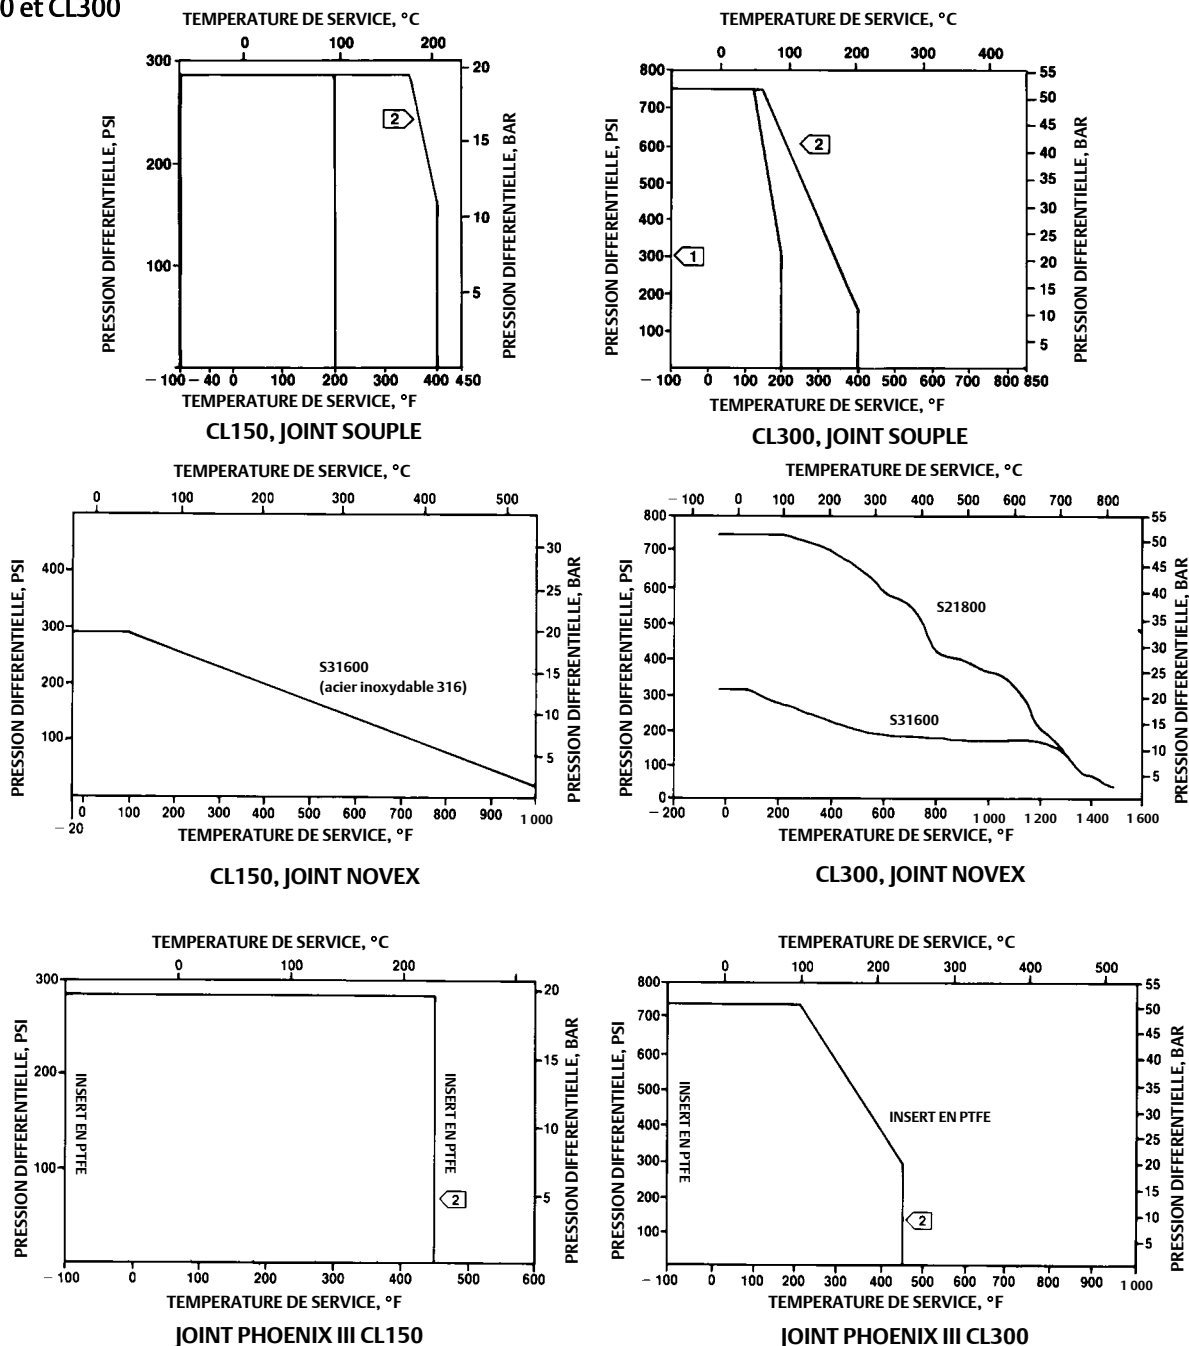 0 et CL300
TEMPERATURE DE SERVICE, °C
0 100 200
300
200
100
20
15
10
5
PRESSION DIFFERENTIELLE, PSI
PRESSION DIFFERENTIELLE, BAR
2
– 100 – 40 0 100 200 300 400 450
TEMPERATURE DE SERVICE, °F
CL150, JOINT SOUPLE
TEMPERATURE DE SERVICE, °C
0 100 200 300 400
800
700
600
500
400
300
200
100
55
50
45
40
35
30
25
20
15
10
5
PRESSION DIFFERENTIELLE, PSI
PRESSION DIFFERENTIELLE, BAR
2
1
– 100 0 100 200 300 400 500 600 700 800 850
TEMPERATURE DE SERVICE, °F
CL300, JOINT SOUPLE
TEMPERATURE DE SERVICE, °C
0 100 200 300 400 500
400
300
200
100
30
25
20
15
10
5
PRESSION DIFFERENTIELLE, PSI
PRESSION DIFFERENTIELLE, BAR
S31600
(acier inoxydable 316)
– 20 0 100 200 300 400 500 600 700 800 900 1 000
TEMPERATURE DE SERVICE, °F
CL150, JOINT NOVEX
TEMPERATURE DE SERVICE, °C
– 100 0 100 200 300 400 500 600 700 800
800
700
600
500
400
300
200
100
0
55
50
45
40
35
30
25
20
15
10
5
PRESSION DIFFERENTIELLE, PSI
PRESSION DIFFERENTIELLE, BAR
S21800
S31600
– 200 0 200 400 600 800 1 000 1 200 1 400 1 600
TEMPERATURE DE SERVICE, °F
CL300, JOINT NOVEX
TEMPERATURE DE SERVICE, °C
0 100 200
300
200
100
20
15
10
5
PRESSION DIFFERENTIELLE, PSI
PRESSION DIFFERENTIELLE, BAR
INSERT EN PTFE
INSERT EN PTFE
2
– 100 0 100 200 300 400 500 600
TEMPERATURE DE SERVICE, °F
JOINT PHOENIX III CL150
TEMPERATURE DE SERVICE, °C
0 100 200 300 400 500
800
700
600
500
400
300
200
100
55
50
45
40
35
30
25
20
15
10
5
PRESSION DIFFERENTIELLE, PSI
PRESSION DIFFERENTIELLE, BAR
INSERT EN PTFE
INSERT EN PTFE
2
– 100 0 100 200 300 400 500 600 700 800 900 1 000
TEMPERATURE DE SERVICE, °F
JOINT PHOENIX III CL300